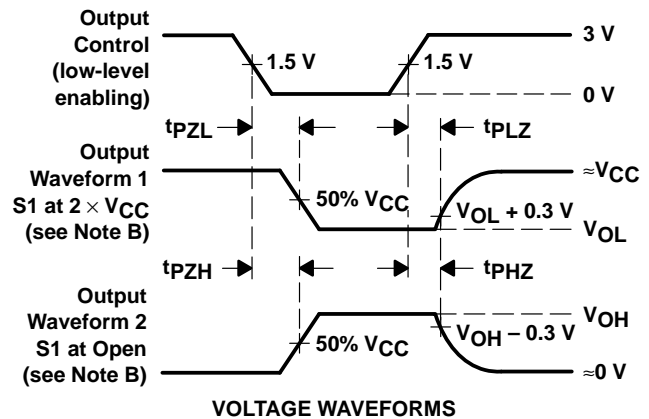 Output
Control
(low-level
enabling)
3 V
1.5 V
1.5 V
0 V
tPZL
tPLZ
Output
Waveform 1
S1 at 2 × VCC
(see Note B)
≈VCC
50% VCC
VOL + 0.3 V
VOL
tPZH
tPHZ
Output
Waveform 2
S1 at Open
(see Note B)
VOH
50% VCC
VOH – 0.3 V
≈0 V
VOLTAGE WAVEFORMS